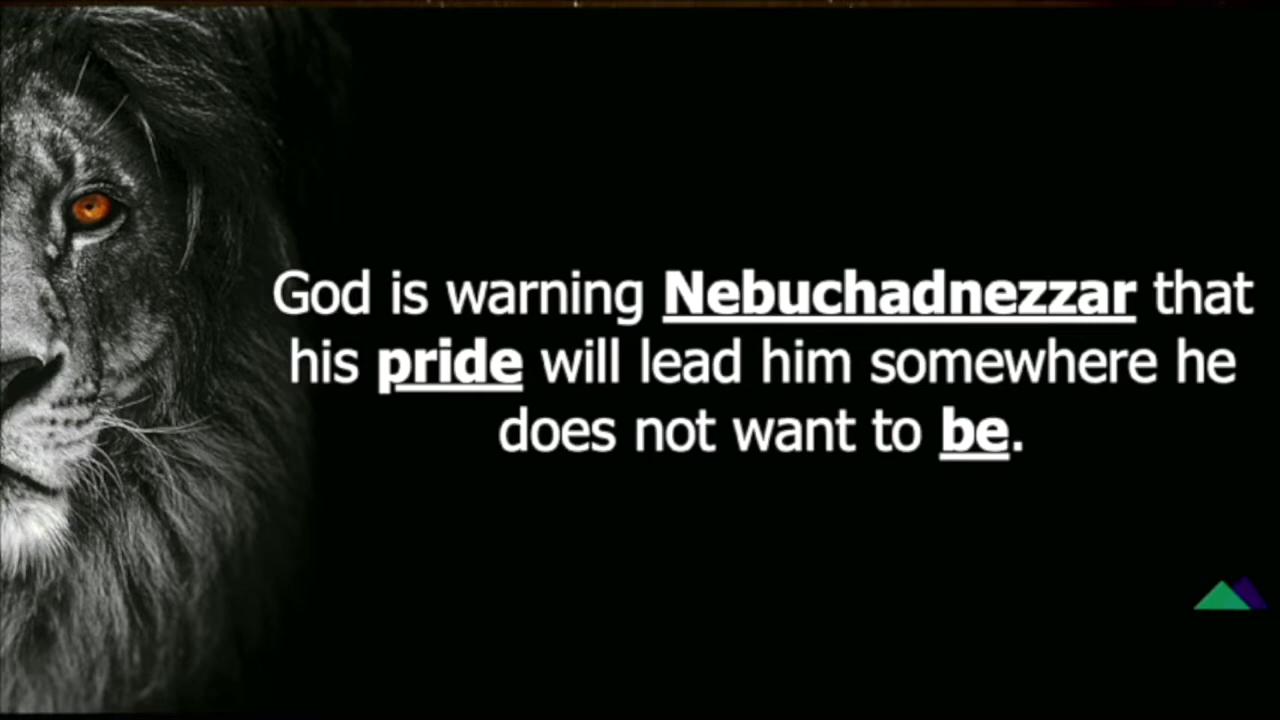 God is warning Nebuchadnezzar that
his pride will lead him somewhere he
does not want to be.